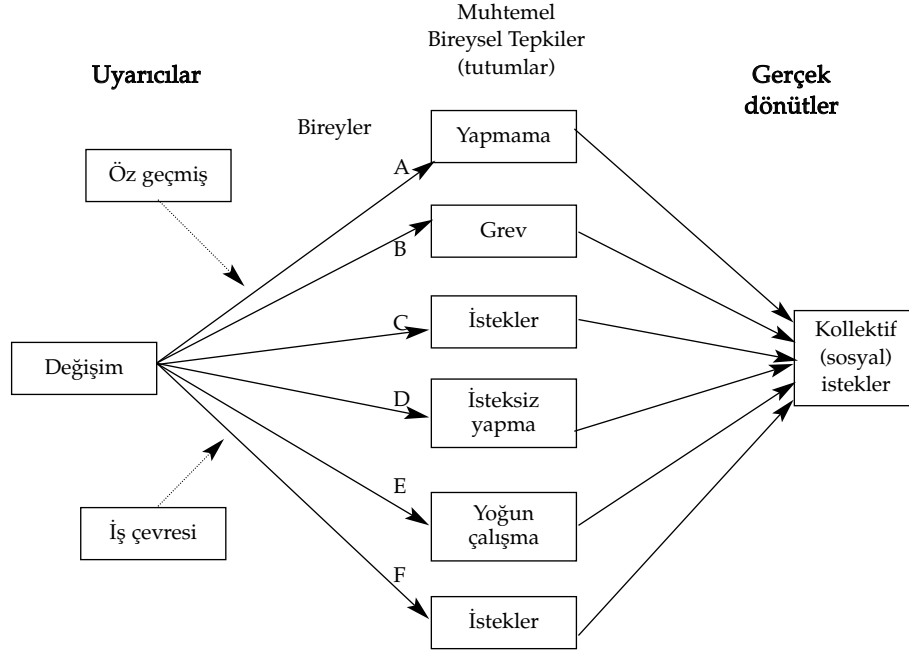 Muhtemel
Bireysel Tepkiler
(tutumlar)
Uyarıcılar
Gerçek
dönütler
Bireyler
Öz geçmiş
Değişim
İş çevresi
A
B
C
D
E
F
Yapmama
Grev
İstekler
İsteksiz
yapma
Yoğun
çalışma
İstekler
Kollektif
(sosyal)
istekler